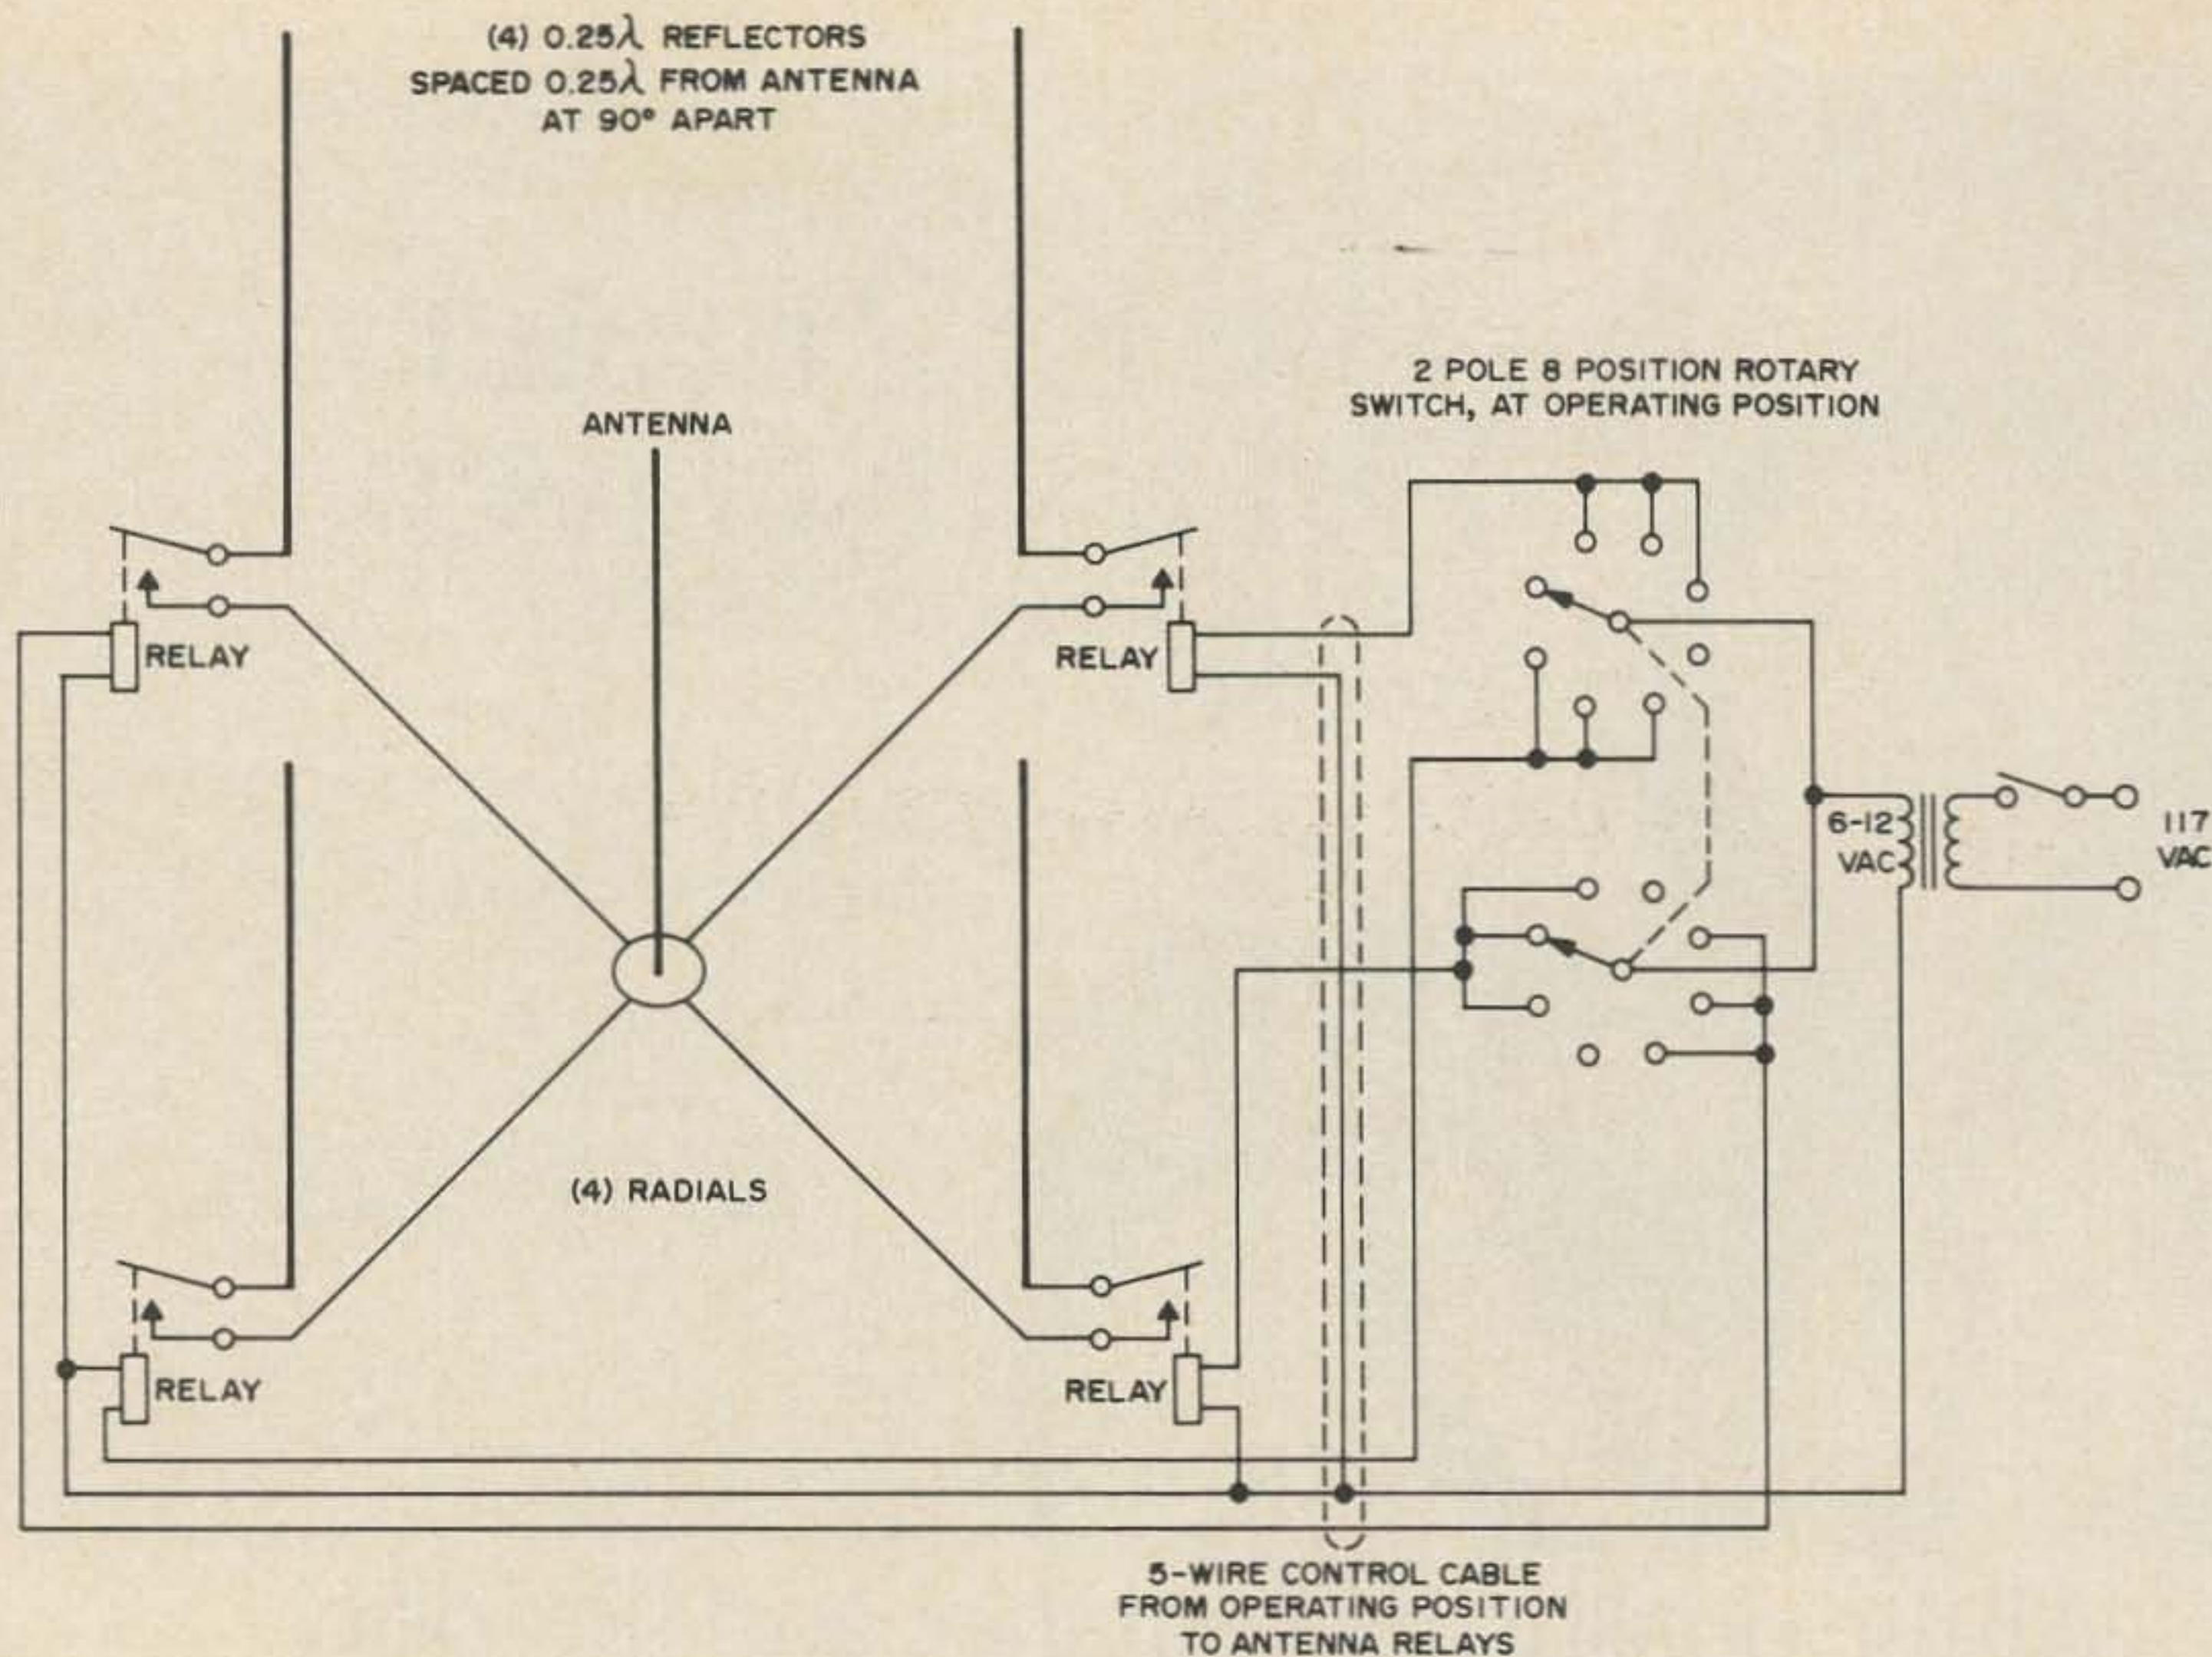 (4) 0.25λ REFLECTORS
SPACED 0.25λ FROM ANTENNA
AT 90° APART
2 POLE 8 POSITION ROTARY
SWITCH, AT OPERATING POSITION
ANTENNA
RELAY
RELAY
6-12
VAC
117
VAC
(4) RADIALS
RELAY
RELAY
5-WIRE CONTROL CABLE
FROM OPERATING POSITION
TO ANTENNA RELAYS